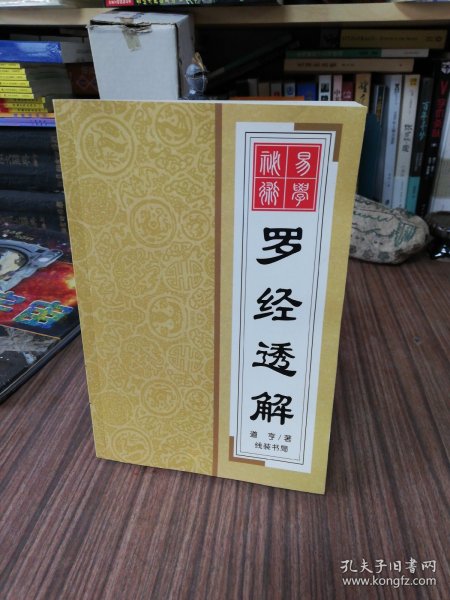 易學
祕術
罗经透解
道亨/著
线装书局
孔夫子旧书网
www.kongfz.com